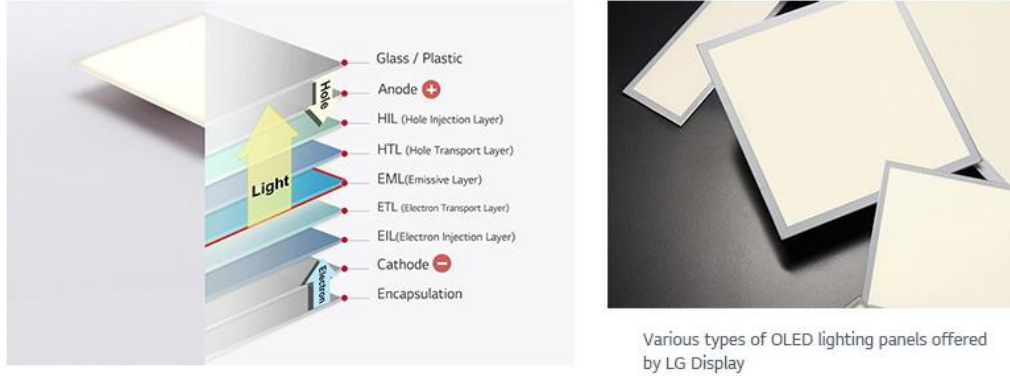 Glass / Plastic
Anode +
HIL (Hole Injection Layer)
HTL (Hole Transport Layer)
EML(Emissive Layer)
ETL (Electron Transport Layer)
EIL(Electron Injection Layer)
Cathode −
Encapsulation
Hole
Light
Electron
Various types of OLED lighting panels offered
by LG Display